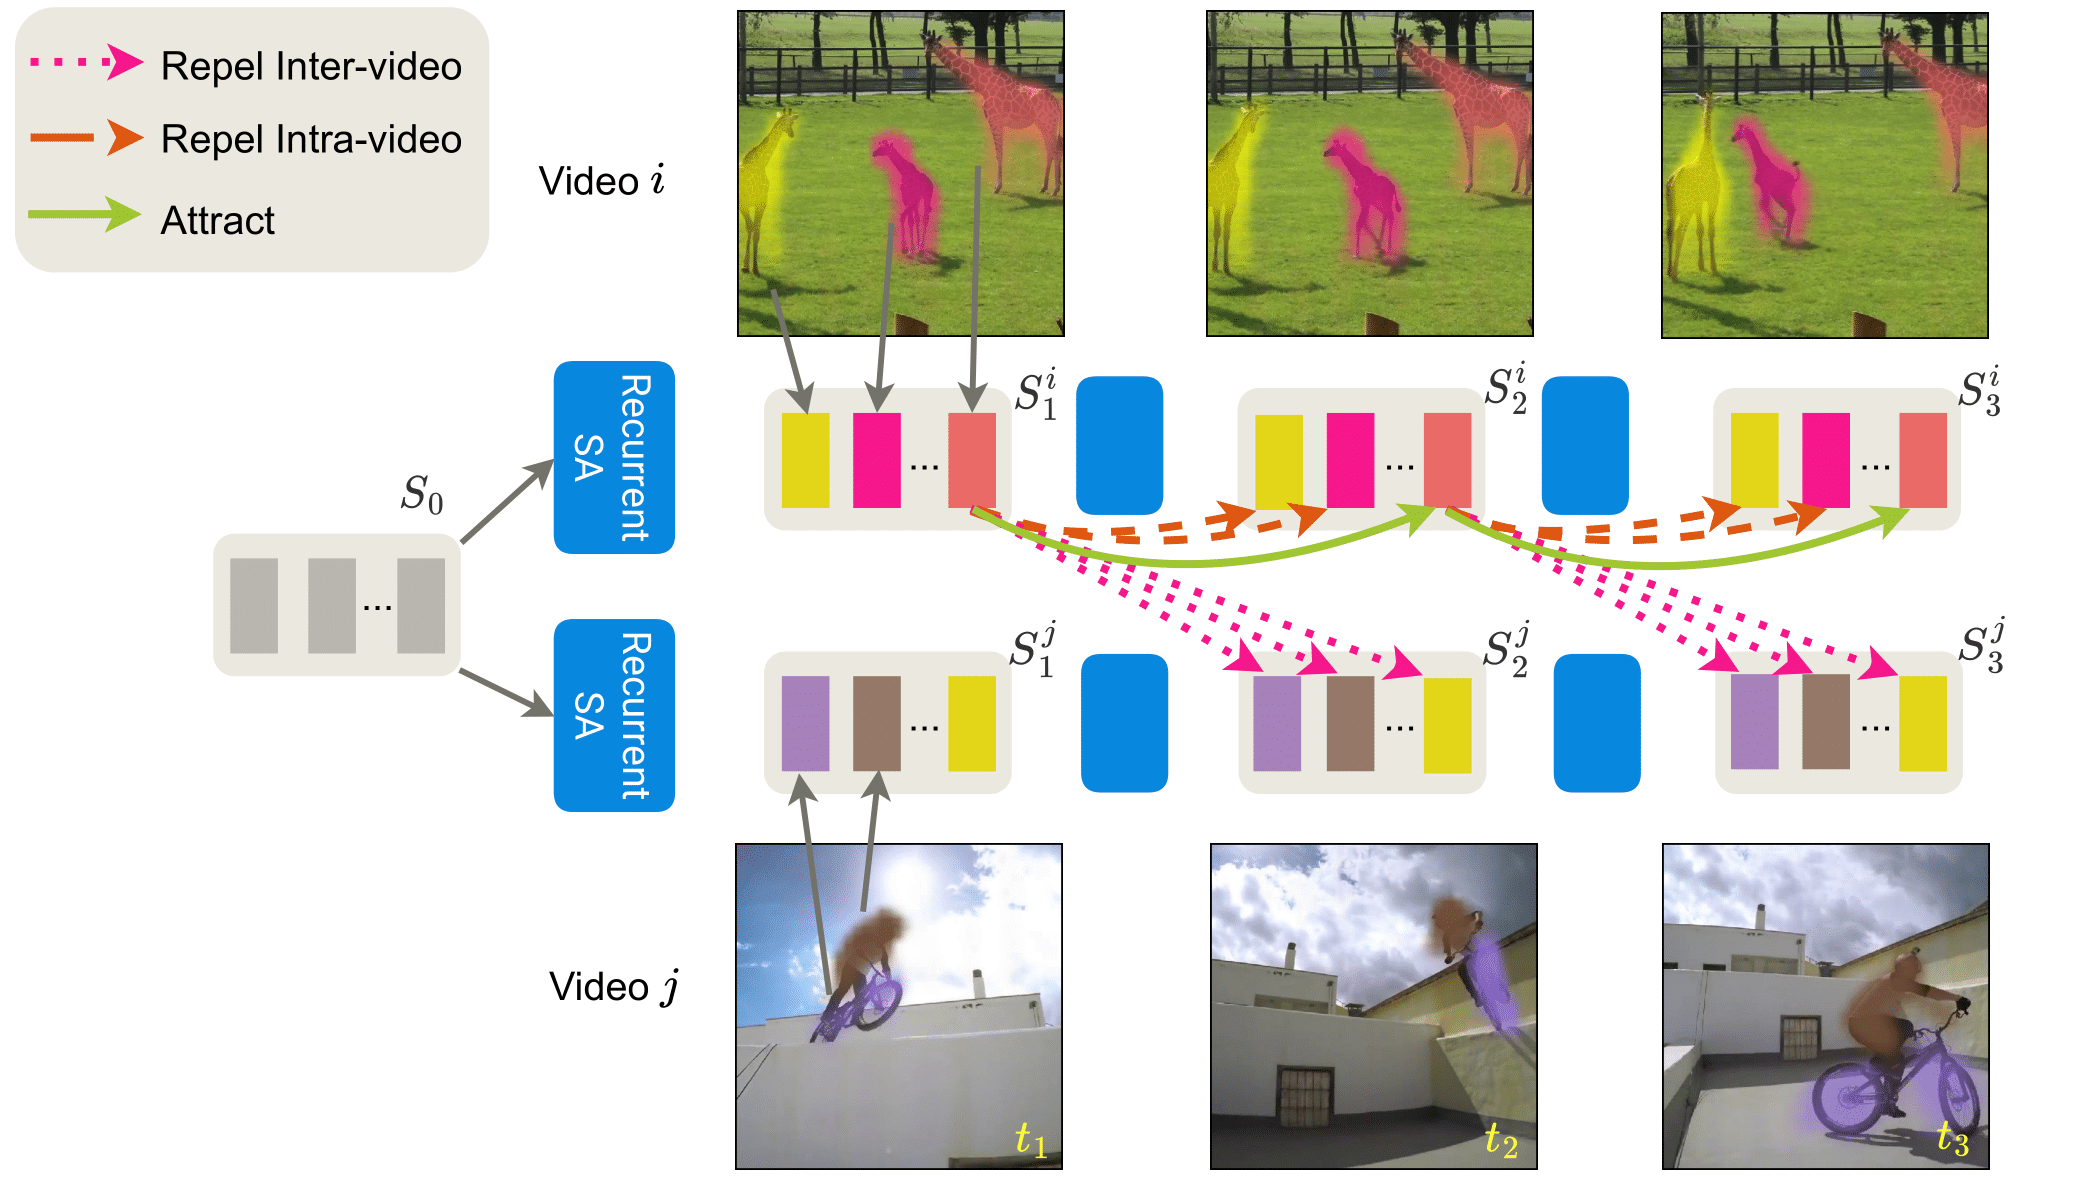 Repel Inter-video
Repel Intra-video
Attract
Video i
S_1^i
S_2^i
S_3^i
Recurrent
SA
S_0
...
...
...
...
Recurrent
SA
S_1^j
S_2^j
S_3^j
...
...
...
Video j
t_1
t_2
t_3